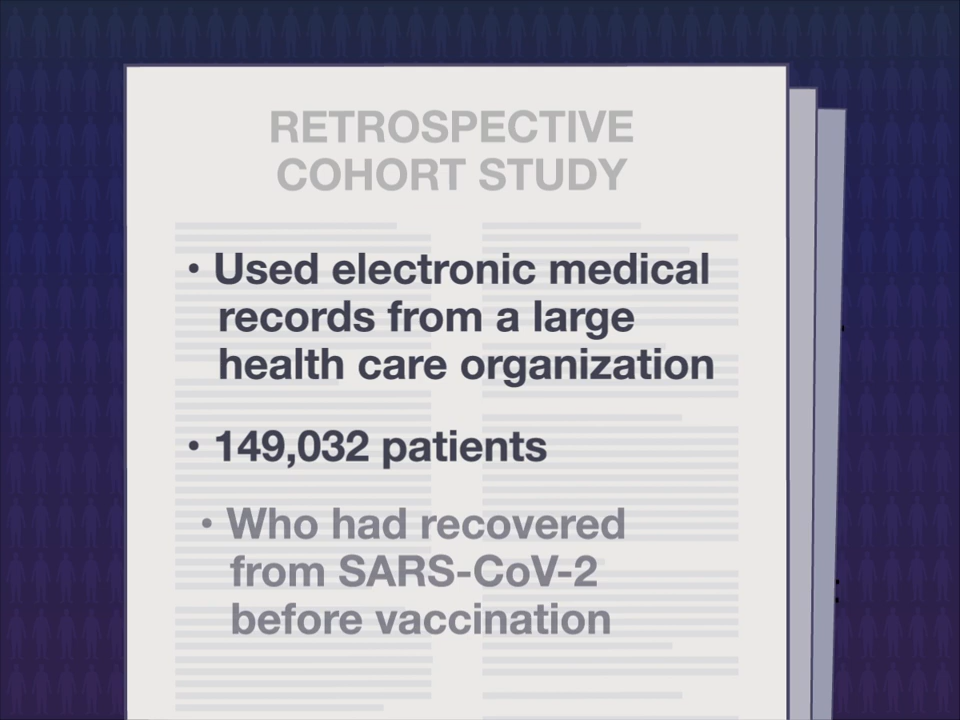 RETROSPECTIVE
COHORT STUDY
• Used electronic medical
records from a large
health care organization
• 149,032 patients
• Who had recovered
from SARS-CoV-2
before vaccination